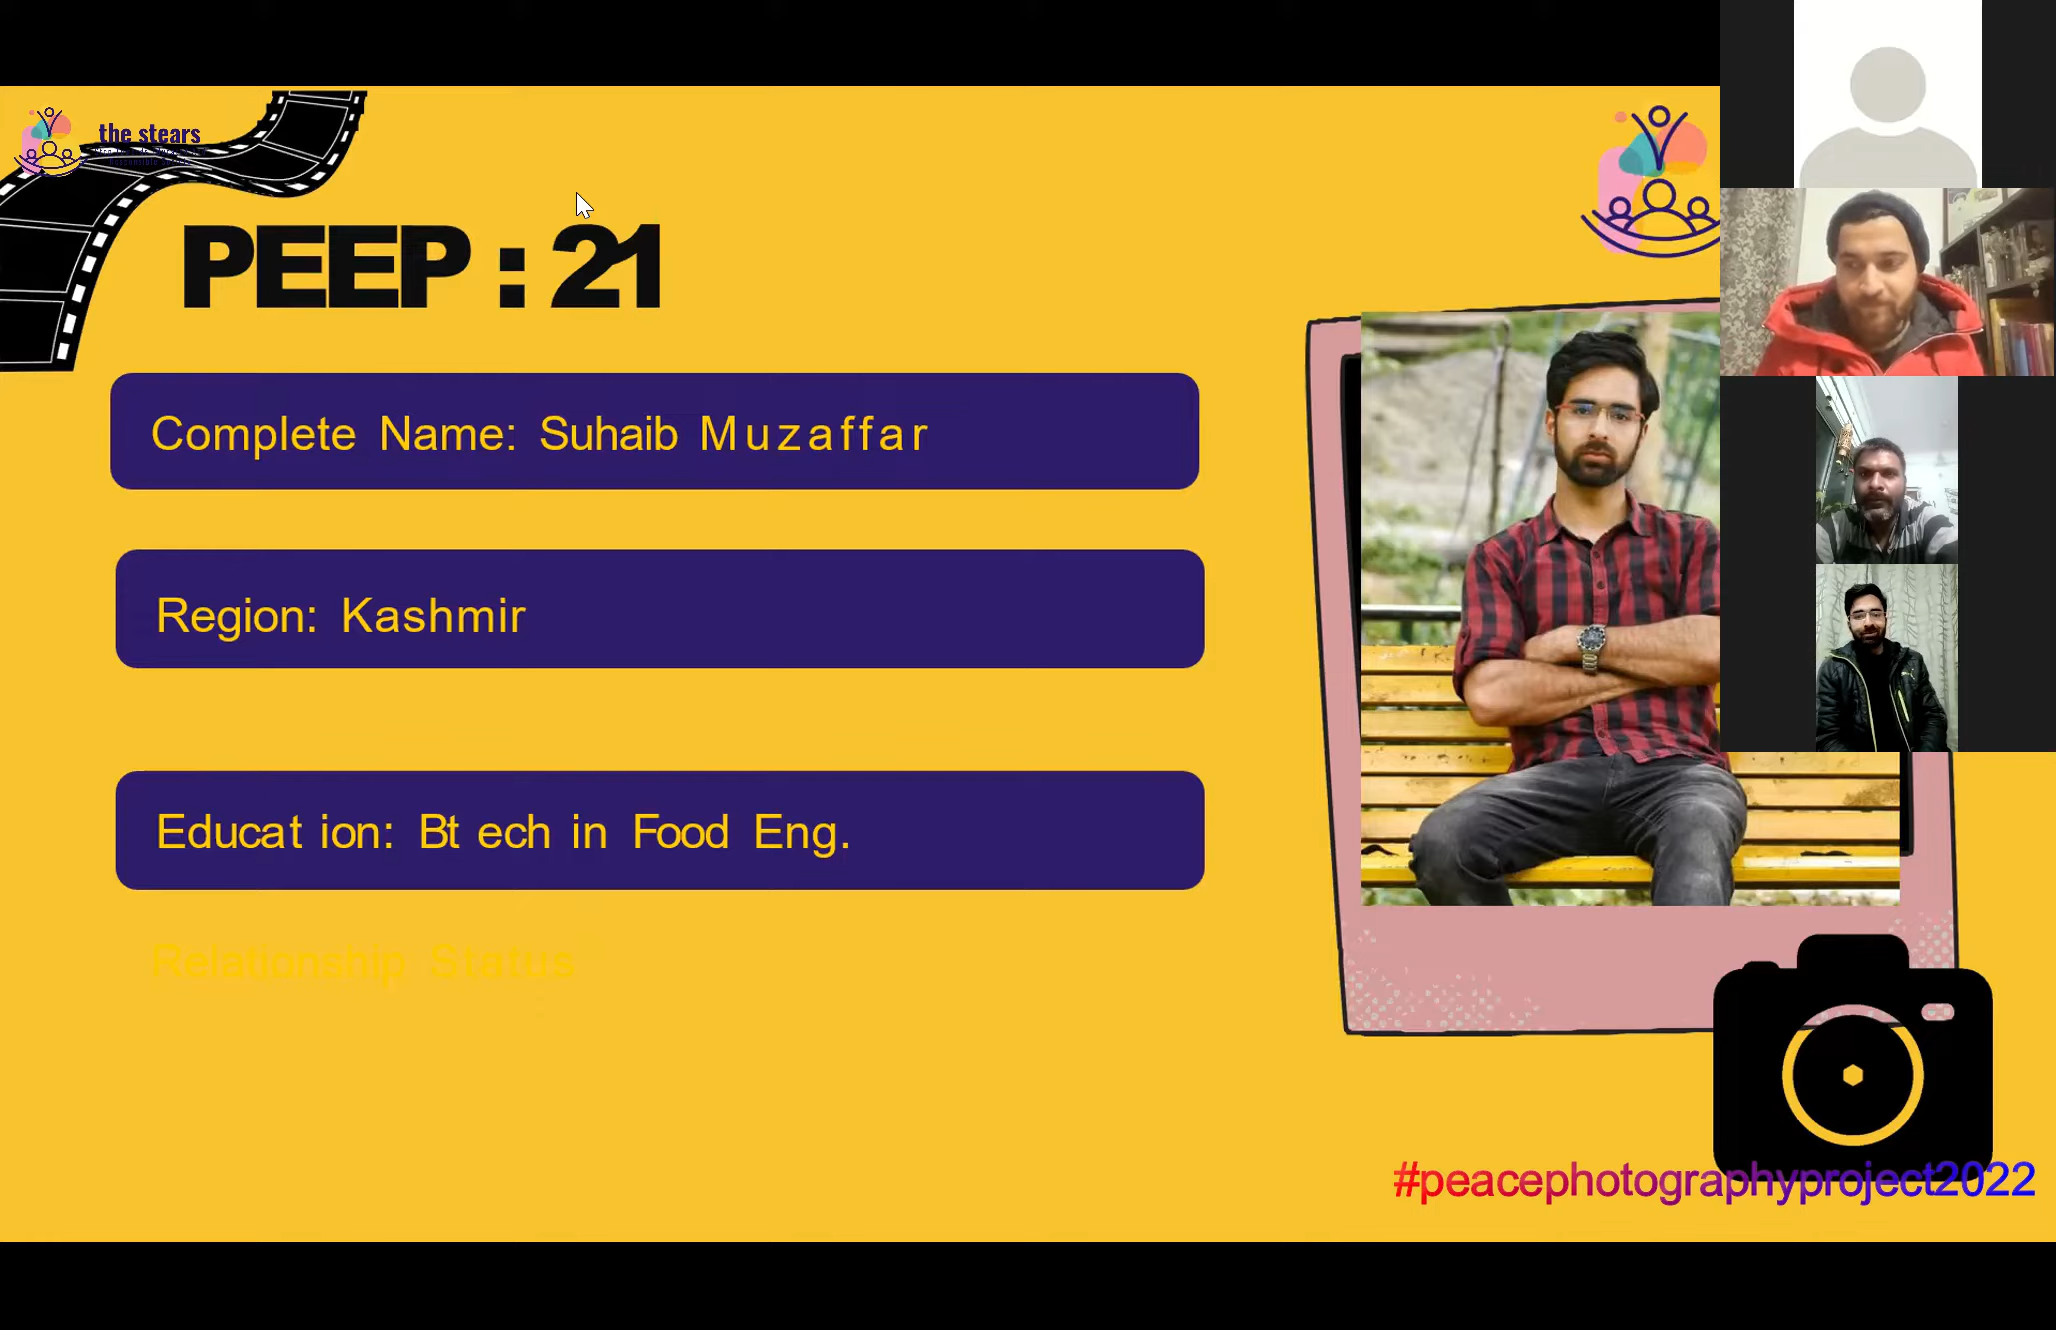 the stears
PEEP : 21
Complete Name: Suhaib Muzaffar
Region: Kashmir
Educat ion: Bt ech in Food Eng.
Relationship Status
#peacephotographyproject2022